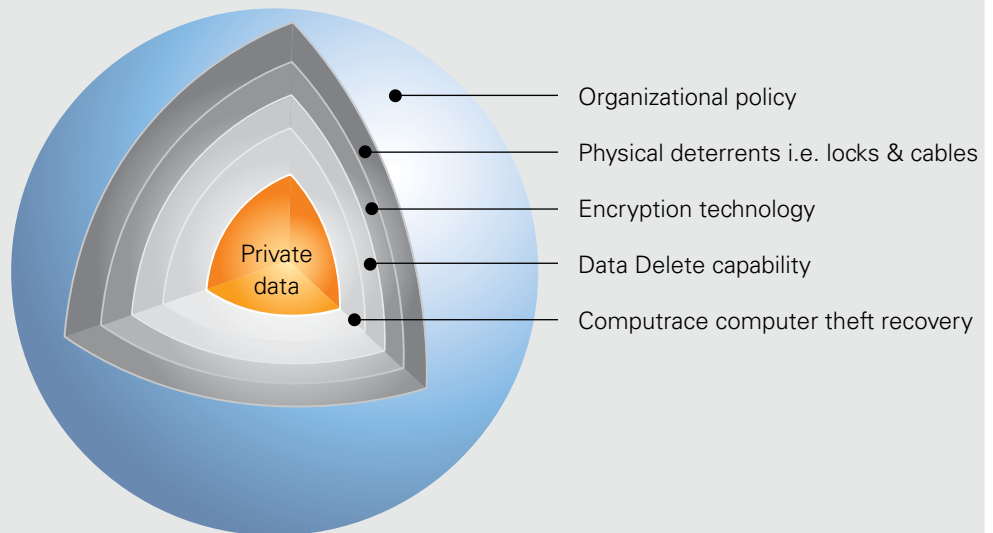 Organizational policy
Physical deterrents i.e. locks & cables
Encryption technology
Private
data
Data Delete capability
Computrace computer theft recovery